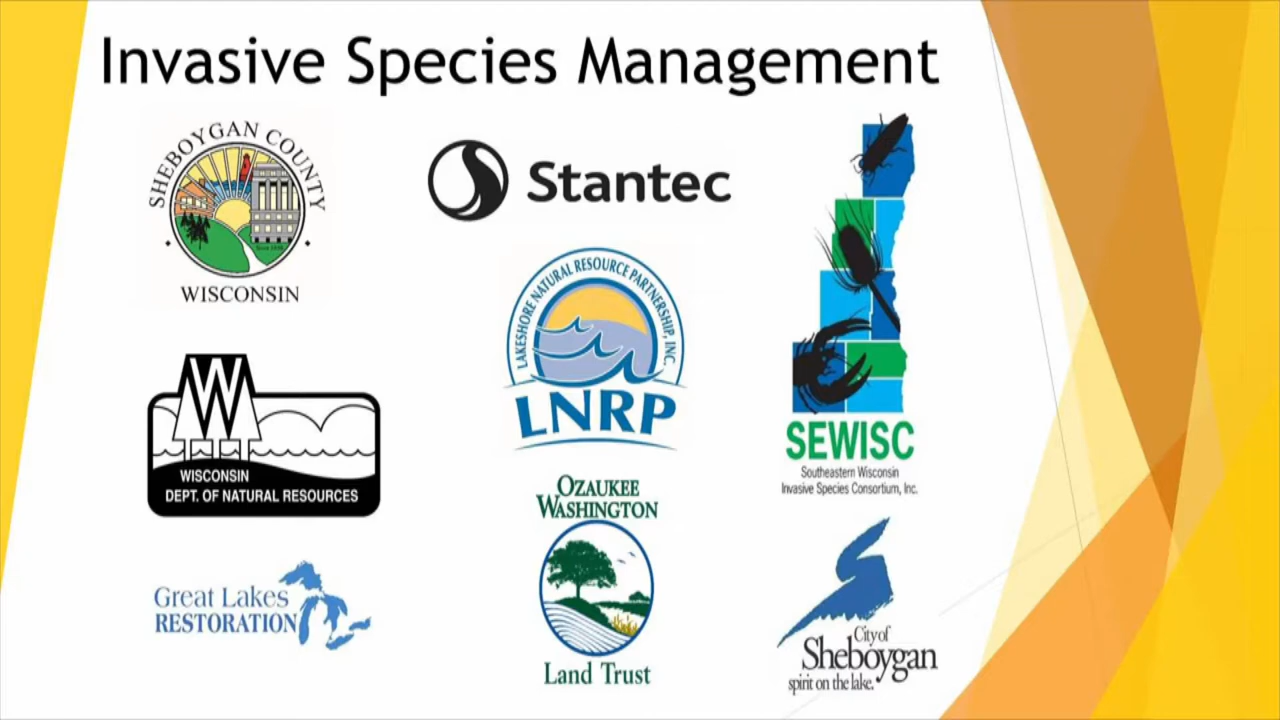 Invasive Species Management
SHEBOYGAN COUNTY
Since 1836
WISCONSIN
Stantec
LAKESHORE NATURAL RESOURCE PARTNERSHIP, INC.
LNRP
SEWISC
Southeastern Wisconsin
Invasive Species Consortium, Inc.
W
WISCONSIN
DEPT. OF NATURAL RESOURCES
OZAUKEE
WASHINGTON
Land Trust
Great Lakes
RESTORATION
City of
Sheboygan
spirit on the lake.